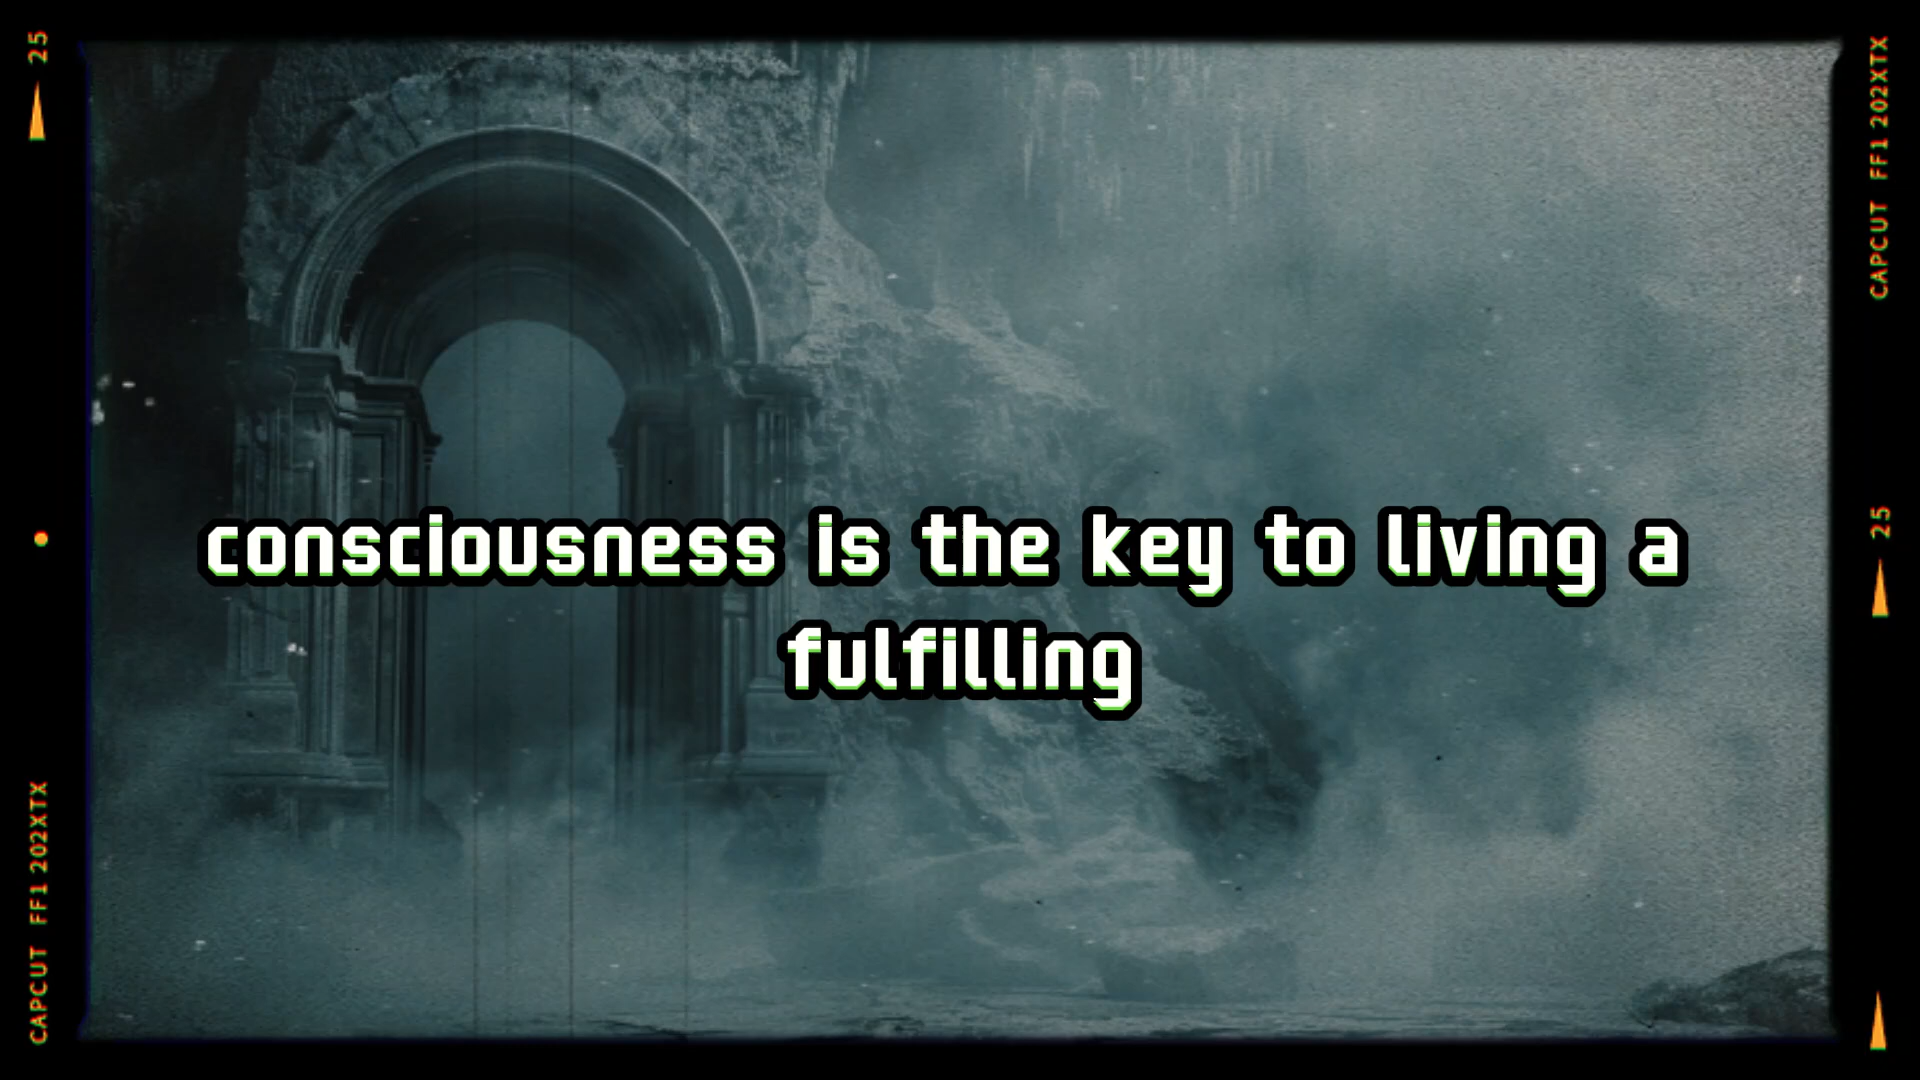 25
CAPCUT FF1 202XTX
consciousness is the key to living a
fulfilling
25
CAPCUT FF1 202XTX